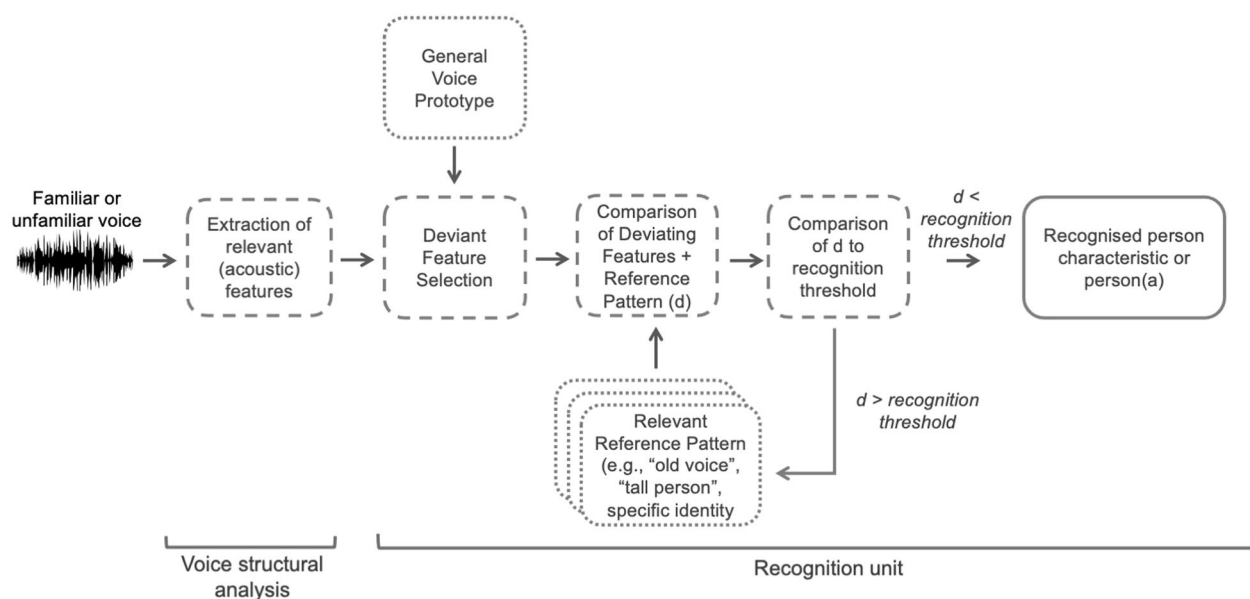 General
Voice
Prototype
Familiar or
unfamiliar voice
Extraction of
relevant
(acoustic)
features
Deviant
Feature
Selection
Comparison
of Deviating
Features +
Reference
Pattern (d)
Comparison
of d to
recognition
threshold
d <
recognition
threshold)
Recognised person
characteristic or
person(a)
d > recognition
threshold)
Relevant
Reference Pattern
(e.g., “old voice”,
“tall person”,
specific identity
Voice structural
analysis
Recognition unit